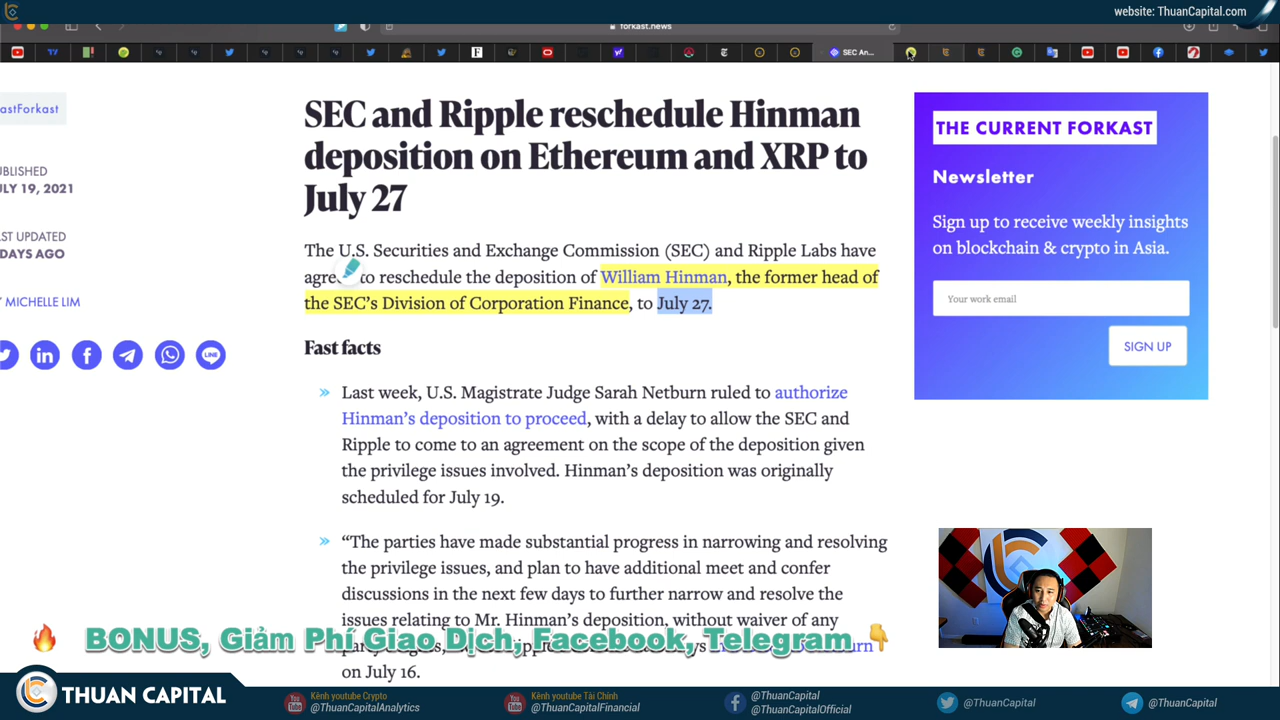 website: ThuanCapital.com
forkast.news
SEC An...
astForkast
UBLISHED
ULY 19, 2021
AST UPDATED
DAYS AGO
Y MICHELLE LIM
SEC and Ripple reschedule Hinman
deposition on Ethereum and XRP to
July 27
The U.S. Securities and Exchange Commission (SEC) and Ripple Labs have
agreed to reschedule the deposition of William Hinman, the former head of
the SEC's Division of Corporation Finance, to July 27.
Fast facts
Last week, U.S. Magistrate Judge Sarah Netburn ruled to authorize
Hinman's deposition to proceed, with a delay to allow the SEC and
Ripple to come to an agreement on the scope of the deposition given
the privilege issues involved. Hinman's deposition was originally
scheduled for July 19.
“The parties have made substantial progress in narrowing and resolving
the privilege issues, and plan to have additional meet and confer
discussions in the next few days to further narrow and resolve the
issues relating to Mr. Hinman's deposition, without waiver of any
on July 16.
THE CURRENT FORKAST
Newsletter
Sign up to receive weekly insights
on blockchain & crypto in Asia.
Your work email
SIGN UP
BONUS, Giảm Phí Giao Dịch, Facebook, Telegram
THUAN CAPITAL
Kênh youtube Crypto
@ThuanCapitalAnalytics
Kênh youtube Tài Chính
@ThuanCapitalFinancial
@ThuanCapital
@ThuanCapitalOfficial
@ThuanCapital
@ThuanCapital